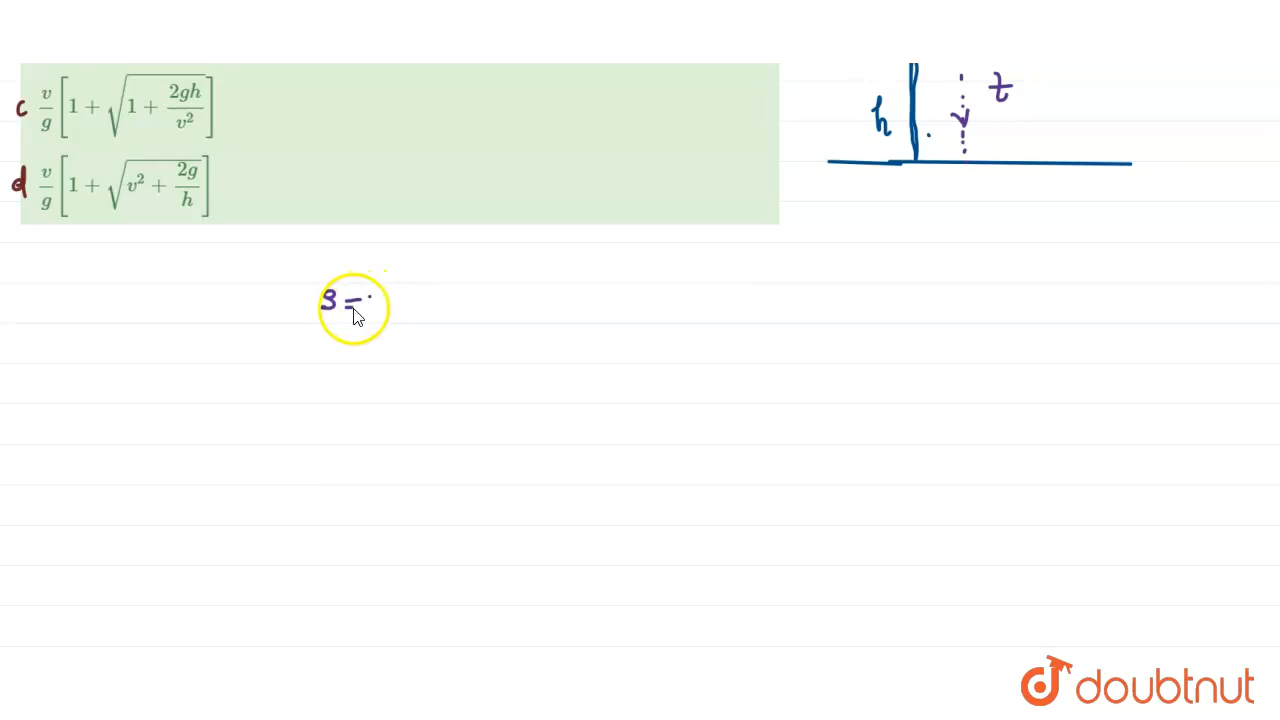 c v/g [1 + √(1 + 2gh/v²)]
d v/g [1 + √(v² + 2g/h)]
h t
S =
doubtnut